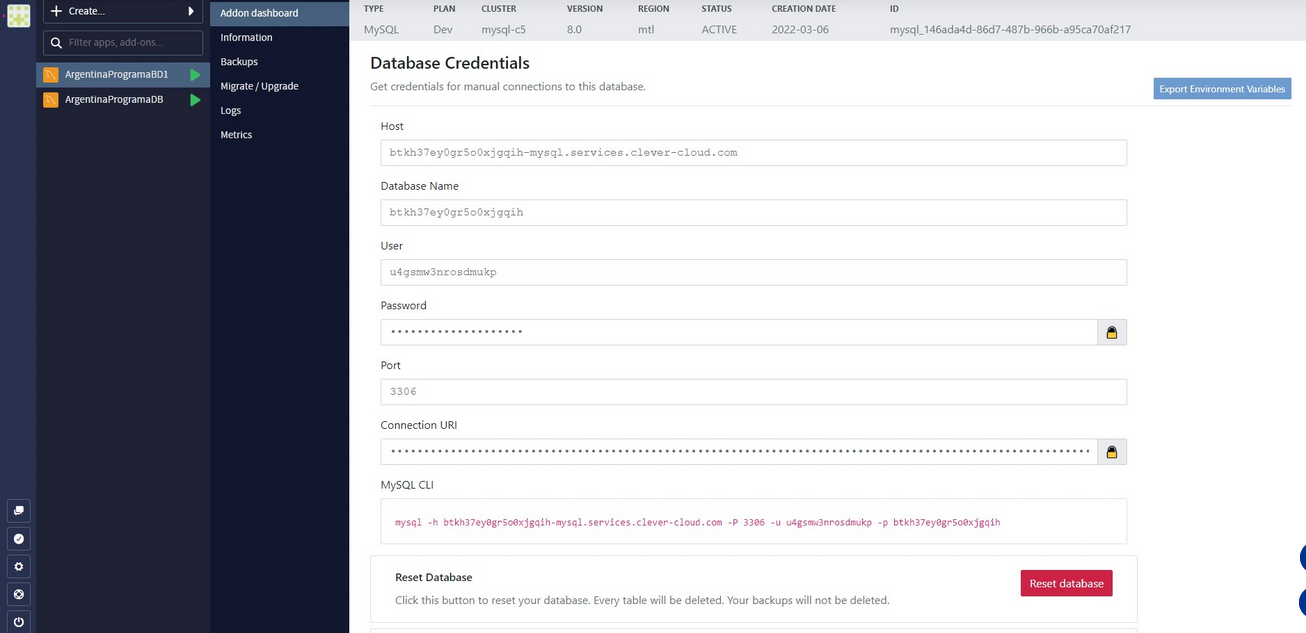 Create...
Filter apps, add-ons...
ArgentinaProgramaBD1
ArgentinaProgramaDB
Addon dashboard
Information
Backups
Migrate / Upgrade
Logs
Metrics
TYPE PLAN CLUSTER VERSION REGION STATUS CREATION DATE ID
MySQL Dev mysql-c5 8.0 mtl ACTIVE 2022-03-06 mysql_146ada4d-86d7-487b-966b-a95ca70af217
Database Credentials
Get credentials for manual connections to this database.
Export Environment Variables
Host
btkh37ey0gr5o0xjgqih-mysql.services.clever-cloud.com
Database Name
btkh37ey0gr5o0xjgqih
User
u4gsmw3nrosdmukp
Password
Port
3306
Connection URI
MySQL CLI
mysql -h btkh37ey0gr5o0xjgqih-mysql.services.clever-cloud.com -P 3306 -u u4gsmw3nrosdmukp -p btkh37ey0gr5o0xjgqih
Reset Database
Click this button to reset your database. Every table will be deleted. Your backups will not be deleted.
Reset database